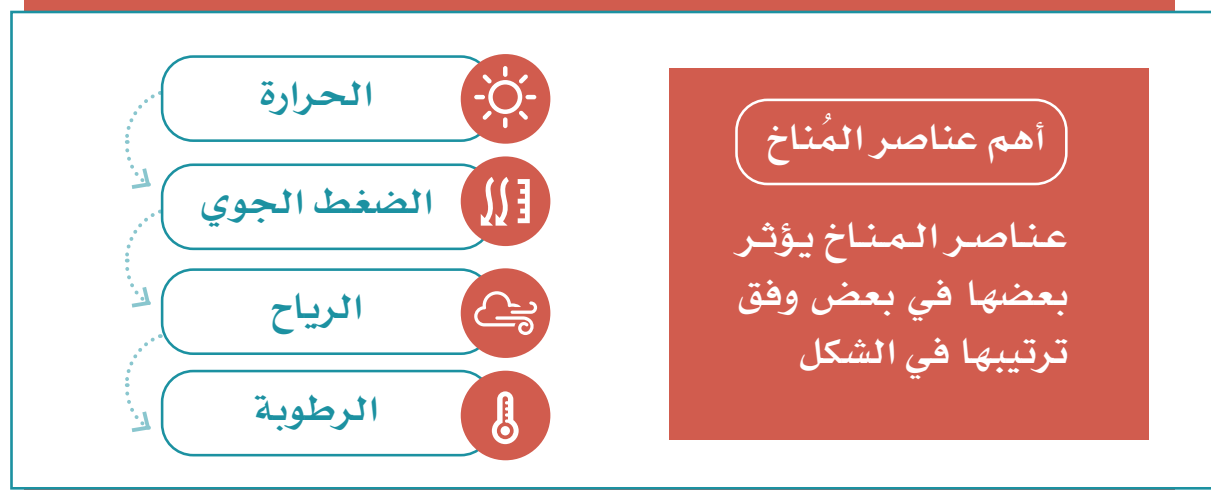 أهم عناصر المُناخ
عناصر المناخ يؤثر
بعضها في بعض وفق
ترتيبها في الشكل
الحرارة
الضغط الجوي
الرياح
الرطوبة